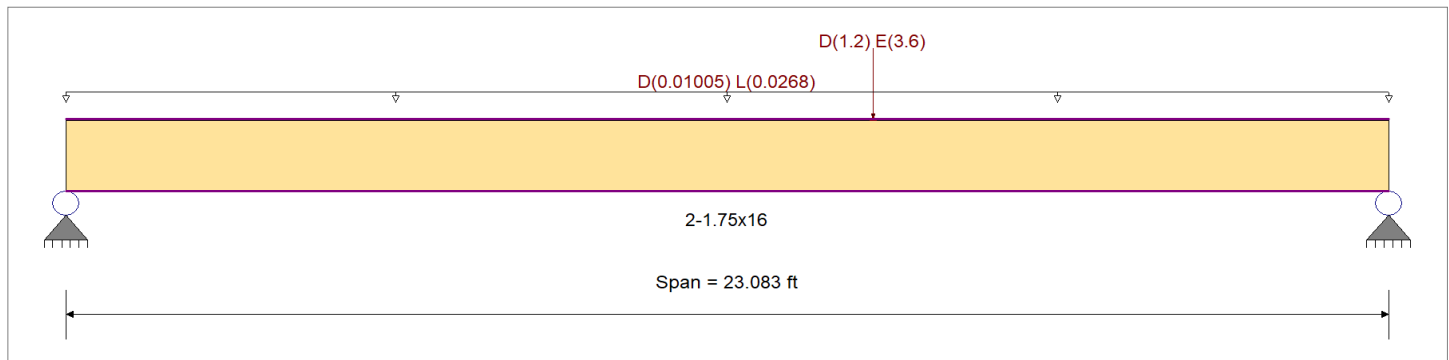 D(1.2) E(3.6)
D(0.01005) L(0.0268)
2-1.75x16
Span = 23.083 ft